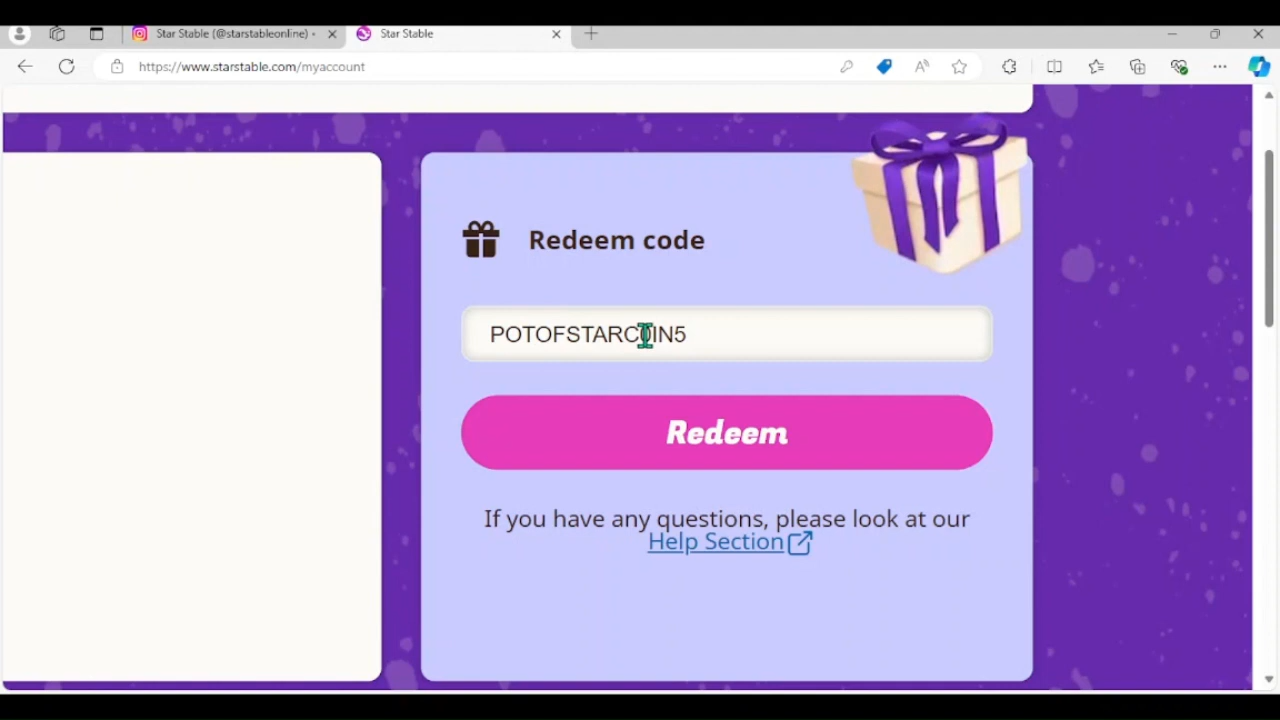 Star Stable (@starstableonline) •
Star Stable
https://www.starstable.com/myaccount
Redeem code
POTOFSTARC0IN5
Redeem
If you have any questions, please look at our
Help Section